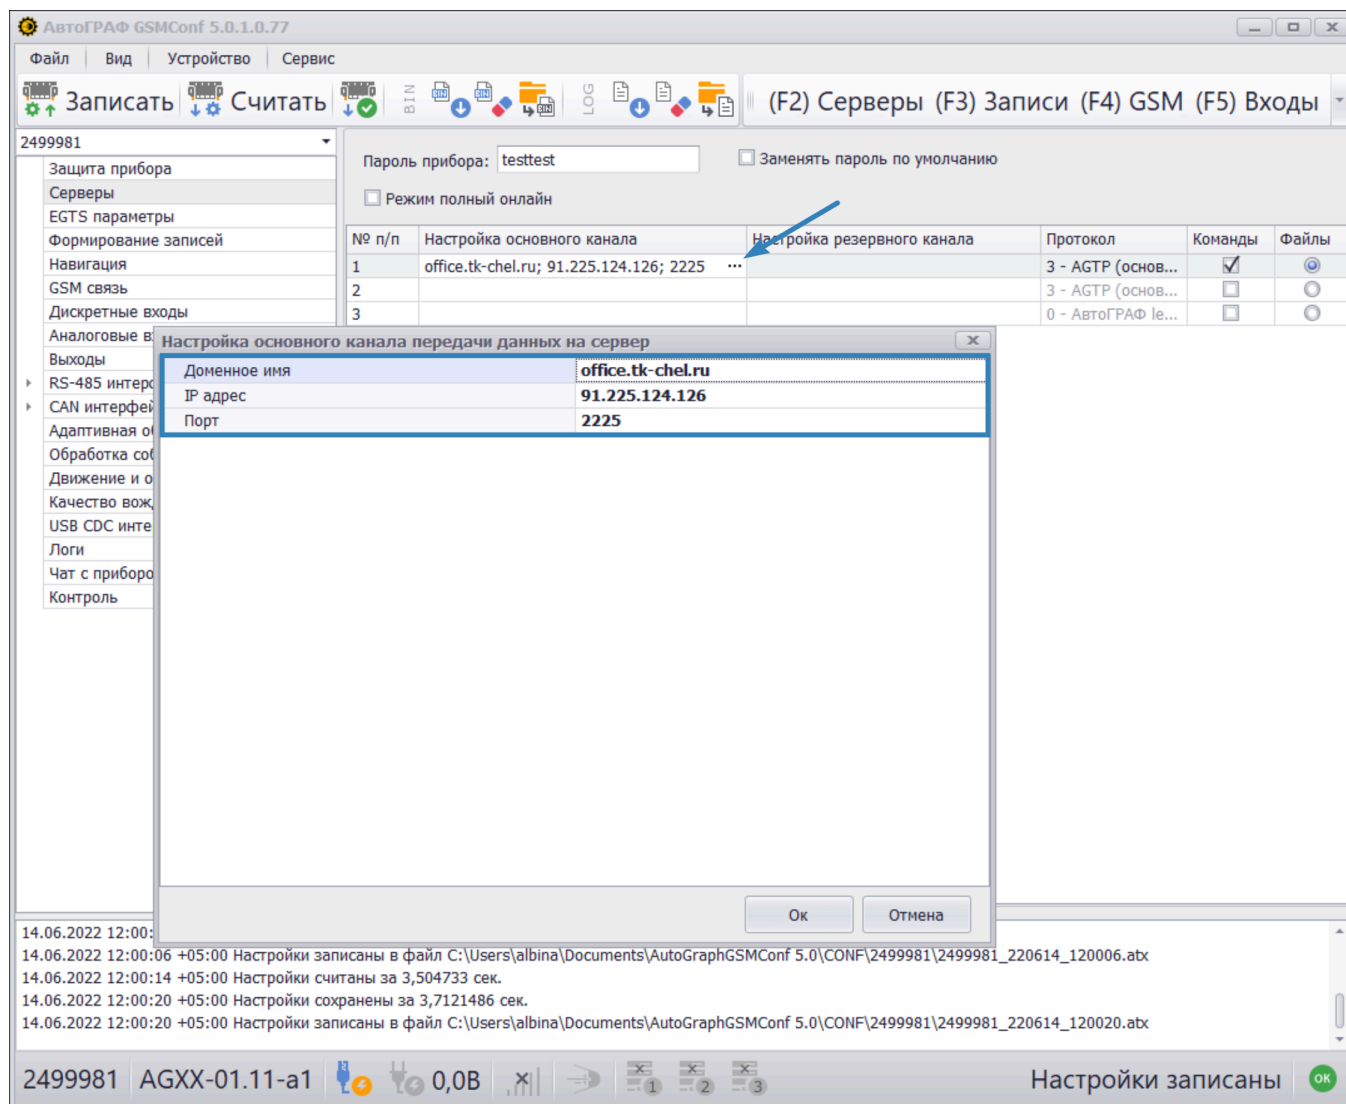 АвтоГРАФ GSMConf 5.0.1.0.77
Файл Вид Устройство Сервис
Записать Считать BIN LOG (F2) Серверы (F3) Записи (F4) GSM (F5) Входы
2499981
Пароль прибора: testtest Заменять пароль по умолчанию
Режим полный онлайн
Защита прибора
Серверы
EGTS параметры
Формирование записей
Навигация
GSM связь
Дискретные входы
Аналоговые в
Выходы
RS-485 интерф
CAN интерфей
Адаптивная о
Обработка соб
Движение и о
Качество вож
USB CDC инте
Логи
Чат с приборо
Контроль
№ п/п Настройка основного канала Настройка резервного канала Протокол Команды Файлы
1 office.tk-chel.ru; 91.225.124.126; 2225 ... 3 - AGTP (основ...
2 3 - AGTP (основ...
3 0 - АвтоГРАФ le...
Настройка основного канала передачи данных на сервер
Доменное имя office.tk-chel.ru
IP адрес 91.225.124.126
Порт 2225
Ок Отмена
14.06.2022 12:00:
14.06.2022 12:00:06 +05:00 Настройки записаны в файл C:\Users\albina\Documents\AutoGraphGSMConf 5.0\CONF\2499981\2499981_220614_120006.atx
14.06.2022 12:00:14 +05:00 Настройки считаны за 3,504733 сек.
14.06.2022 12:00:20 +05:00 Настройки сохранены за 3,7121486 сек.
14.06.2022 12:00:20 +05:00 Настройки записаны в файл C:\Users\albina\Documents\AutoGraphGSMConf 5.0\CONF\2499981\2499981_220614_120020.atx
2499981 AGXX-01.11-a1 0,0В 1 2 3 Настройки записаны OK